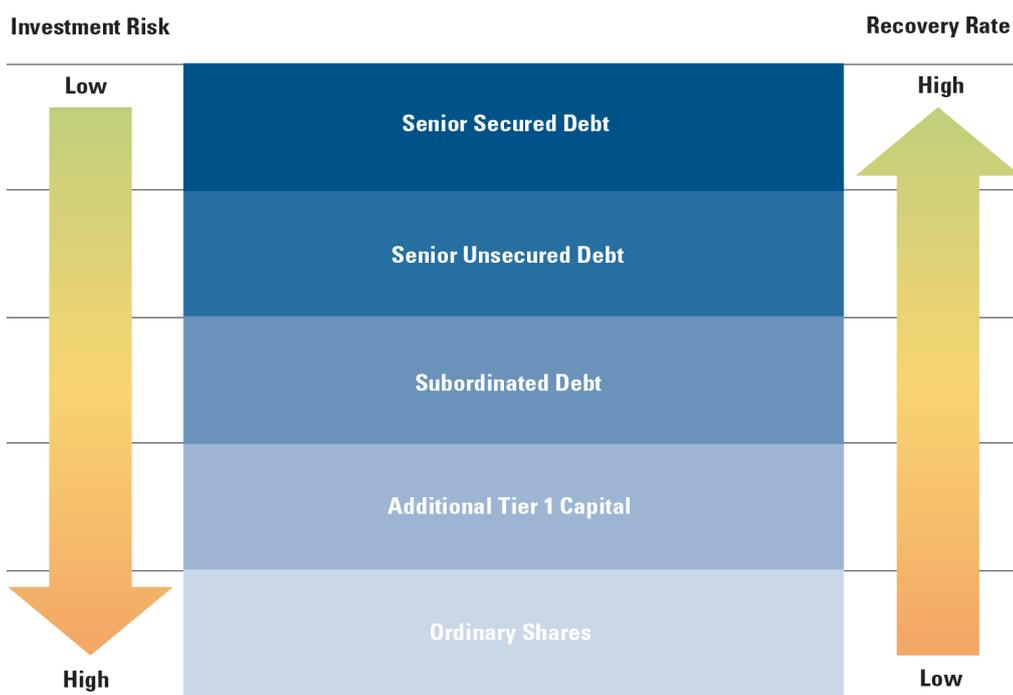 Investment Risk
Recovery Rate
Low
High
Senior Secured Debt
Senior Unsecured Debt
Subordinated Debt
Additional Tier 1 Capital
Ordinary Shares
High
Low